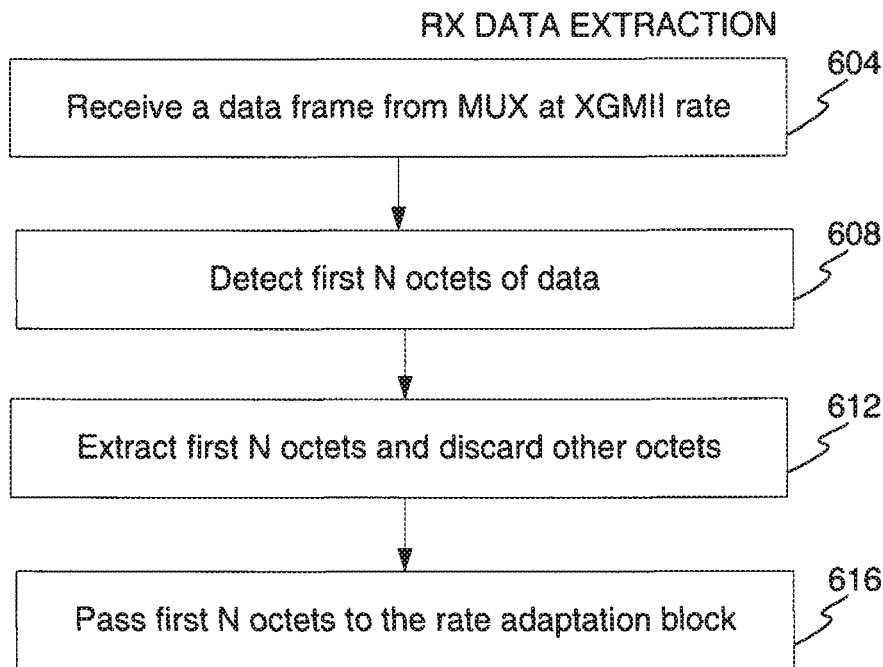 RX DATA EXTRACTION
604
Receive a data frame from MUX at XGMII rate
608
Detect first N octets of data
612
Extract first N octets and discard other octets
616
Pass first N octets to the rate adaptation block